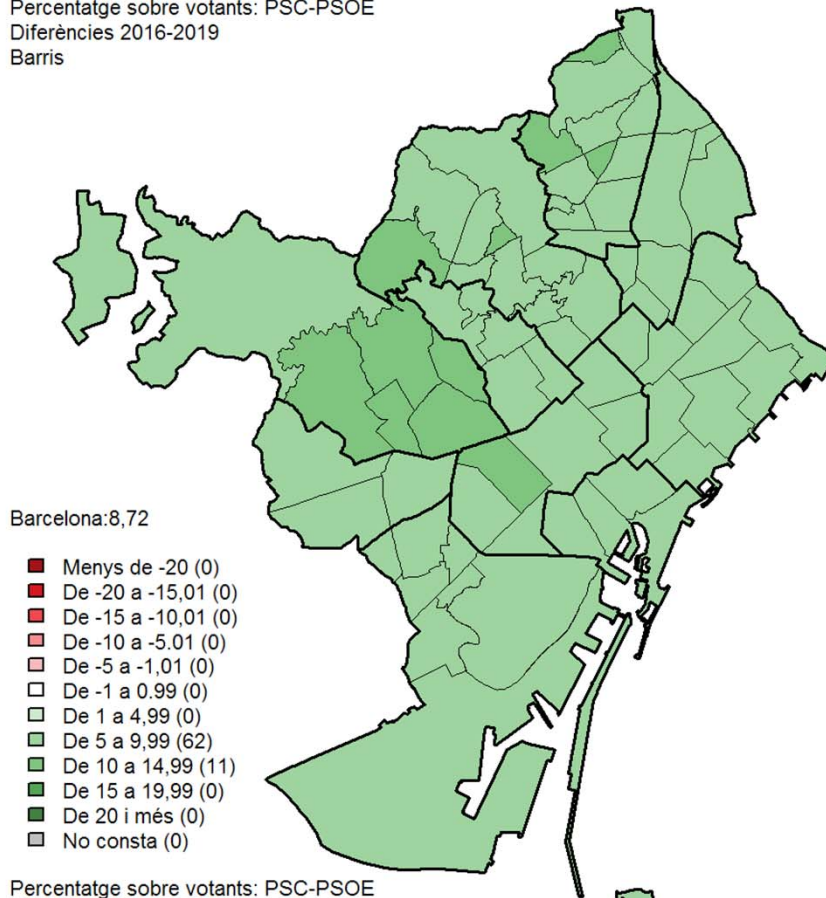 Percentatge sobre votants: PSC-PSOE
Diferències 2016-2019
Barris
Barcelona:8,72
Menys de -20 (0)
De -20 a -15,01 (0)
De -15 a -10,01 (0)
De -10 a -5.01 (0)
De -5 a -1,01 (0)
De -1 a 0.99 (0)
De 1 a 4,99 (0)
De 5 a 9,99 (62)
De 10 a 14,99 (11)
De 15 a 19,99 (0)
De 20 i més (0)
No consta (0)
Percentatge sobre votants: PSC-PSOE